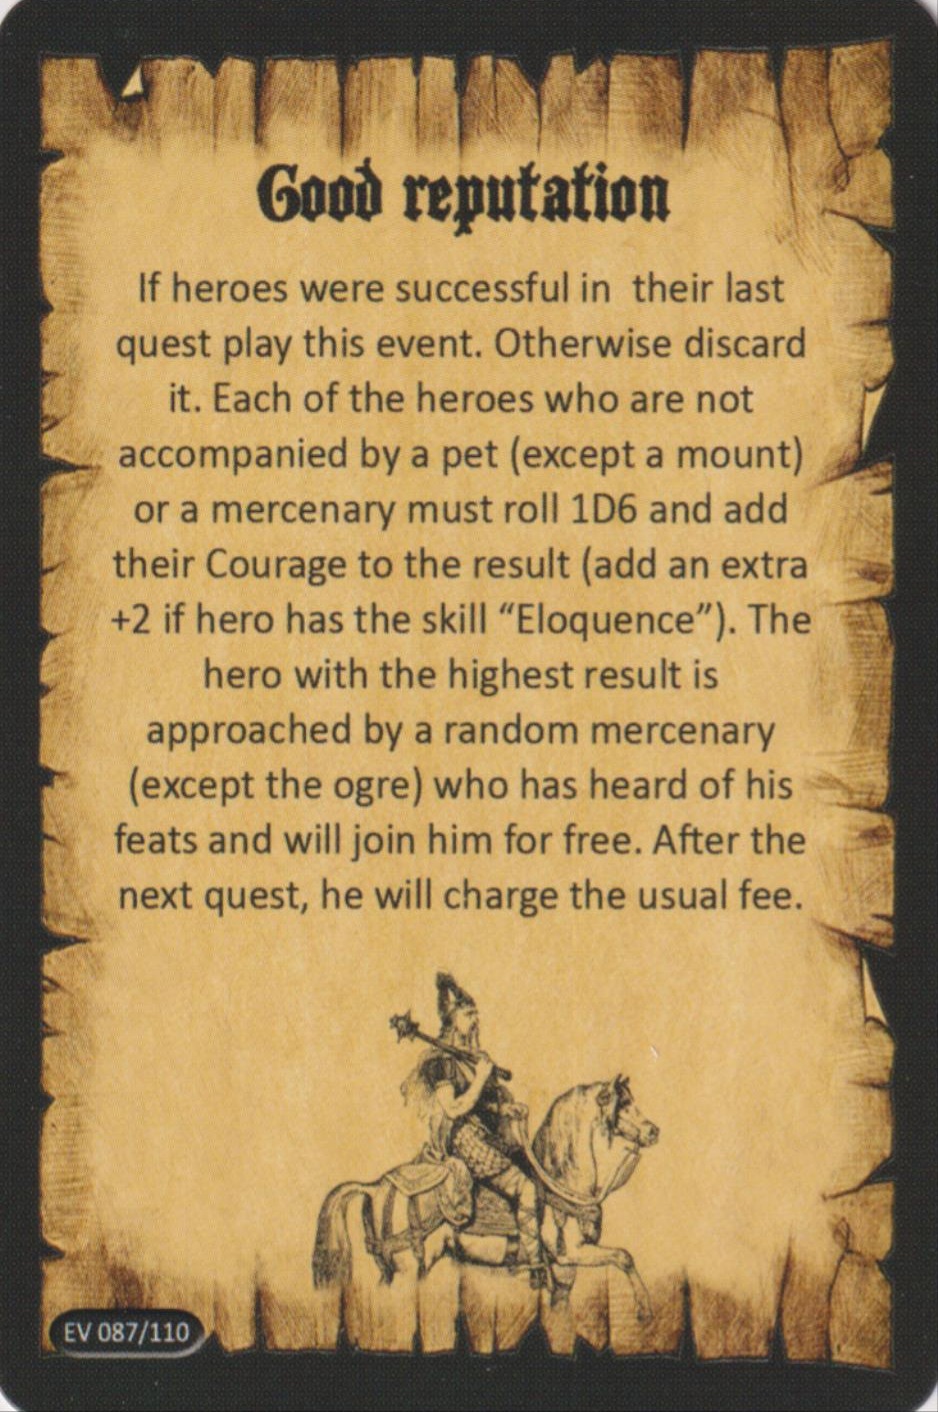 Good reputation
If heroes were successful in  their last
quest play this event. Otherwise discard
it. Each of the heroes who are not
accompanied by a pet (except a mount)
or a mercenary must roll 1D6 and add
their Courage to the result (add an extra
+2 if hero has the skill “Eloquence”). The
hero with the highest result is
approached by a random mercenary
(except the ogre) who has heard of his
feats and will join him for free. After the
next quest, he will charge the usual fee.
EV 087/110